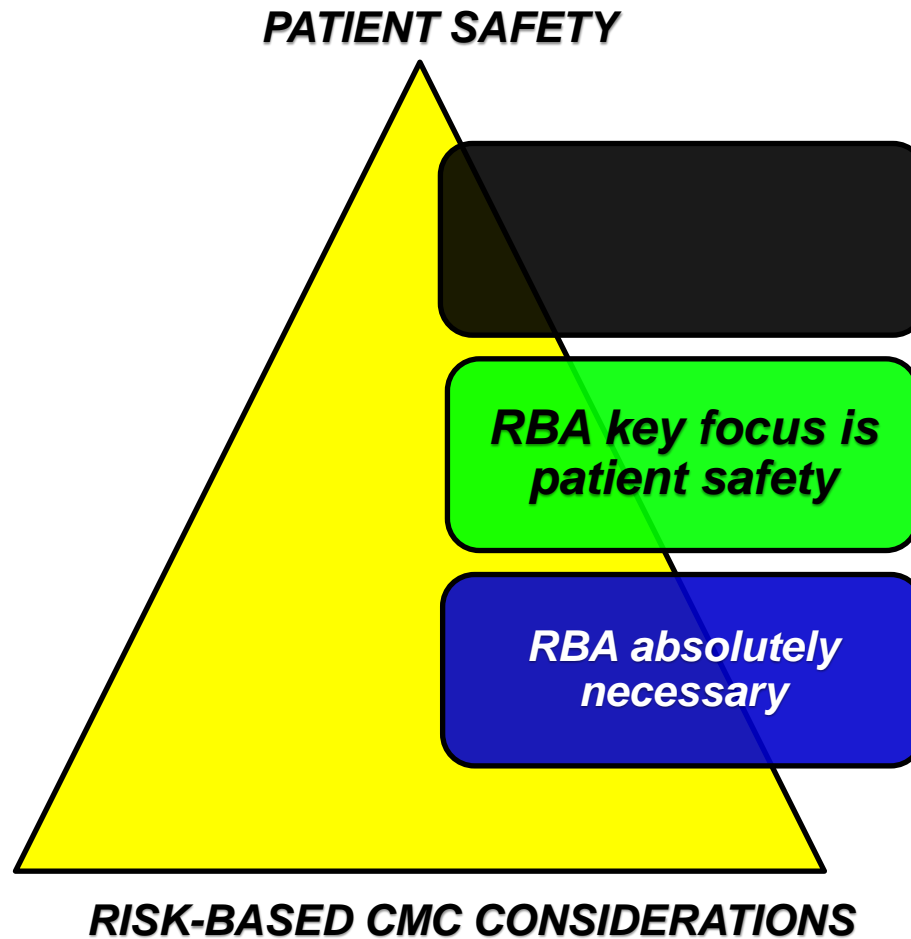 PATIENT SAFETY
RBA key focus is
patient safety
RBA absolutely
necessary
RISK-BASED CMC CONSIDERATIONS